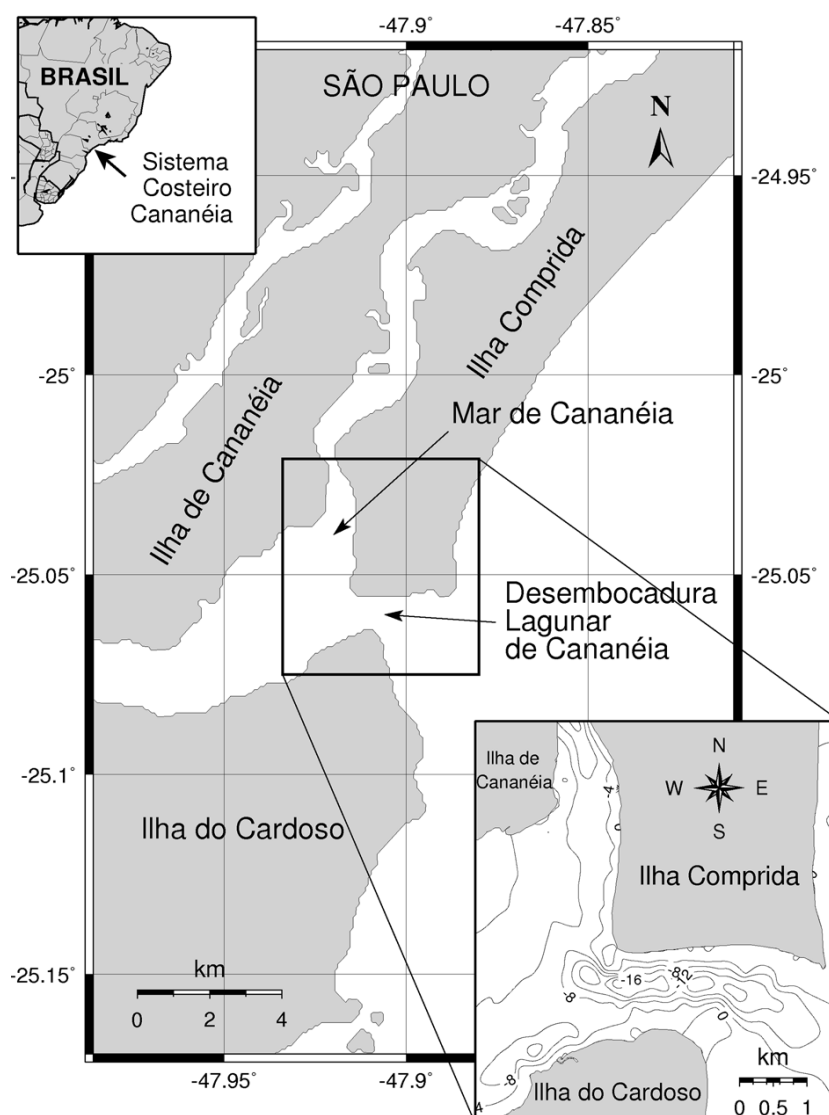 -47.9
-47.85
BRASIL
SÃO PAULO
N
Sistema
Costeiro
Cananéia
-24.95
Ilha Comprida
-25
-25
Mar de Cananéia
Ilha de Cananéia
-25.05
-25.05
Desembocadura
Lagunar
de Cananéia
-25.1
Ilha do Cardoso
Ilha de
Cananéia
N
W
E
S
-4
0
Ilha Comprida
-8
-16
-12
-8
0
-8
4
Ilha do Cardoso
km
0 0.5 1
-25.15
km
0 2 4
-47.95
-47.9